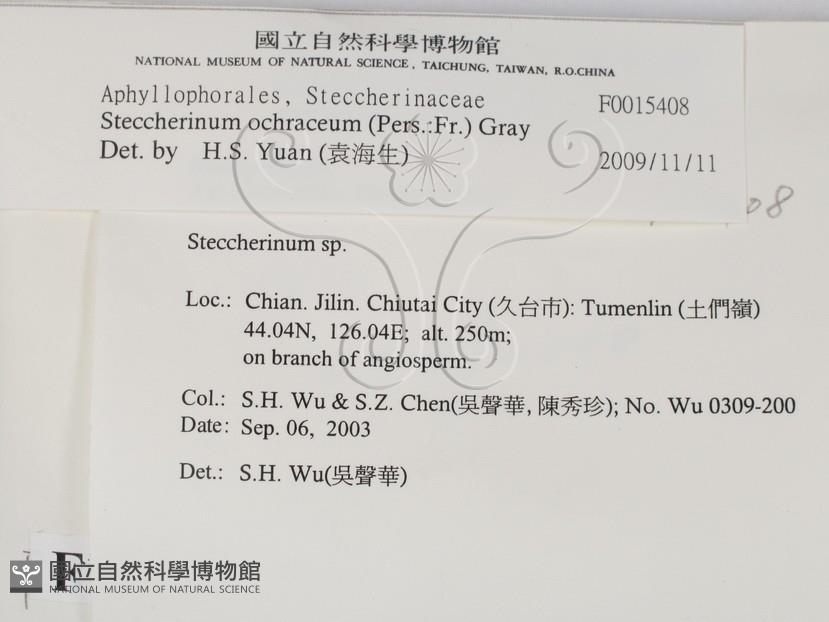 國立自然科學博物館
NATIONAL MUSEUM OF NATURAL SCIENCE, TAICHUNG, TAIWAN, R.O.CHINA
Aphyllophorales, Steccherinaceae F0015408
Steccherinum ochraceum (Pers.:Fr.) Gray
Det. by H.S. Yuan (袁海生) 2009/11/11
08
Steccherinum sp.
Loc.: Chian. Jilin. Chiutai City (久台市): Tumenlin (土們嶺)
44.04N, 126.04E; alt. 250m;
on branch of angiosperm.
Col.: S.H. Wu & S.Z. Chen(吳聲華, 陳秀珍); No. Wu 0309-200
Date: Sep. 06, 2003
Det.: S.H. Wu(吳聲華)
F
國立自然科學博物館
NATIONAL MUSEUM OF NATURAL SCIENCE